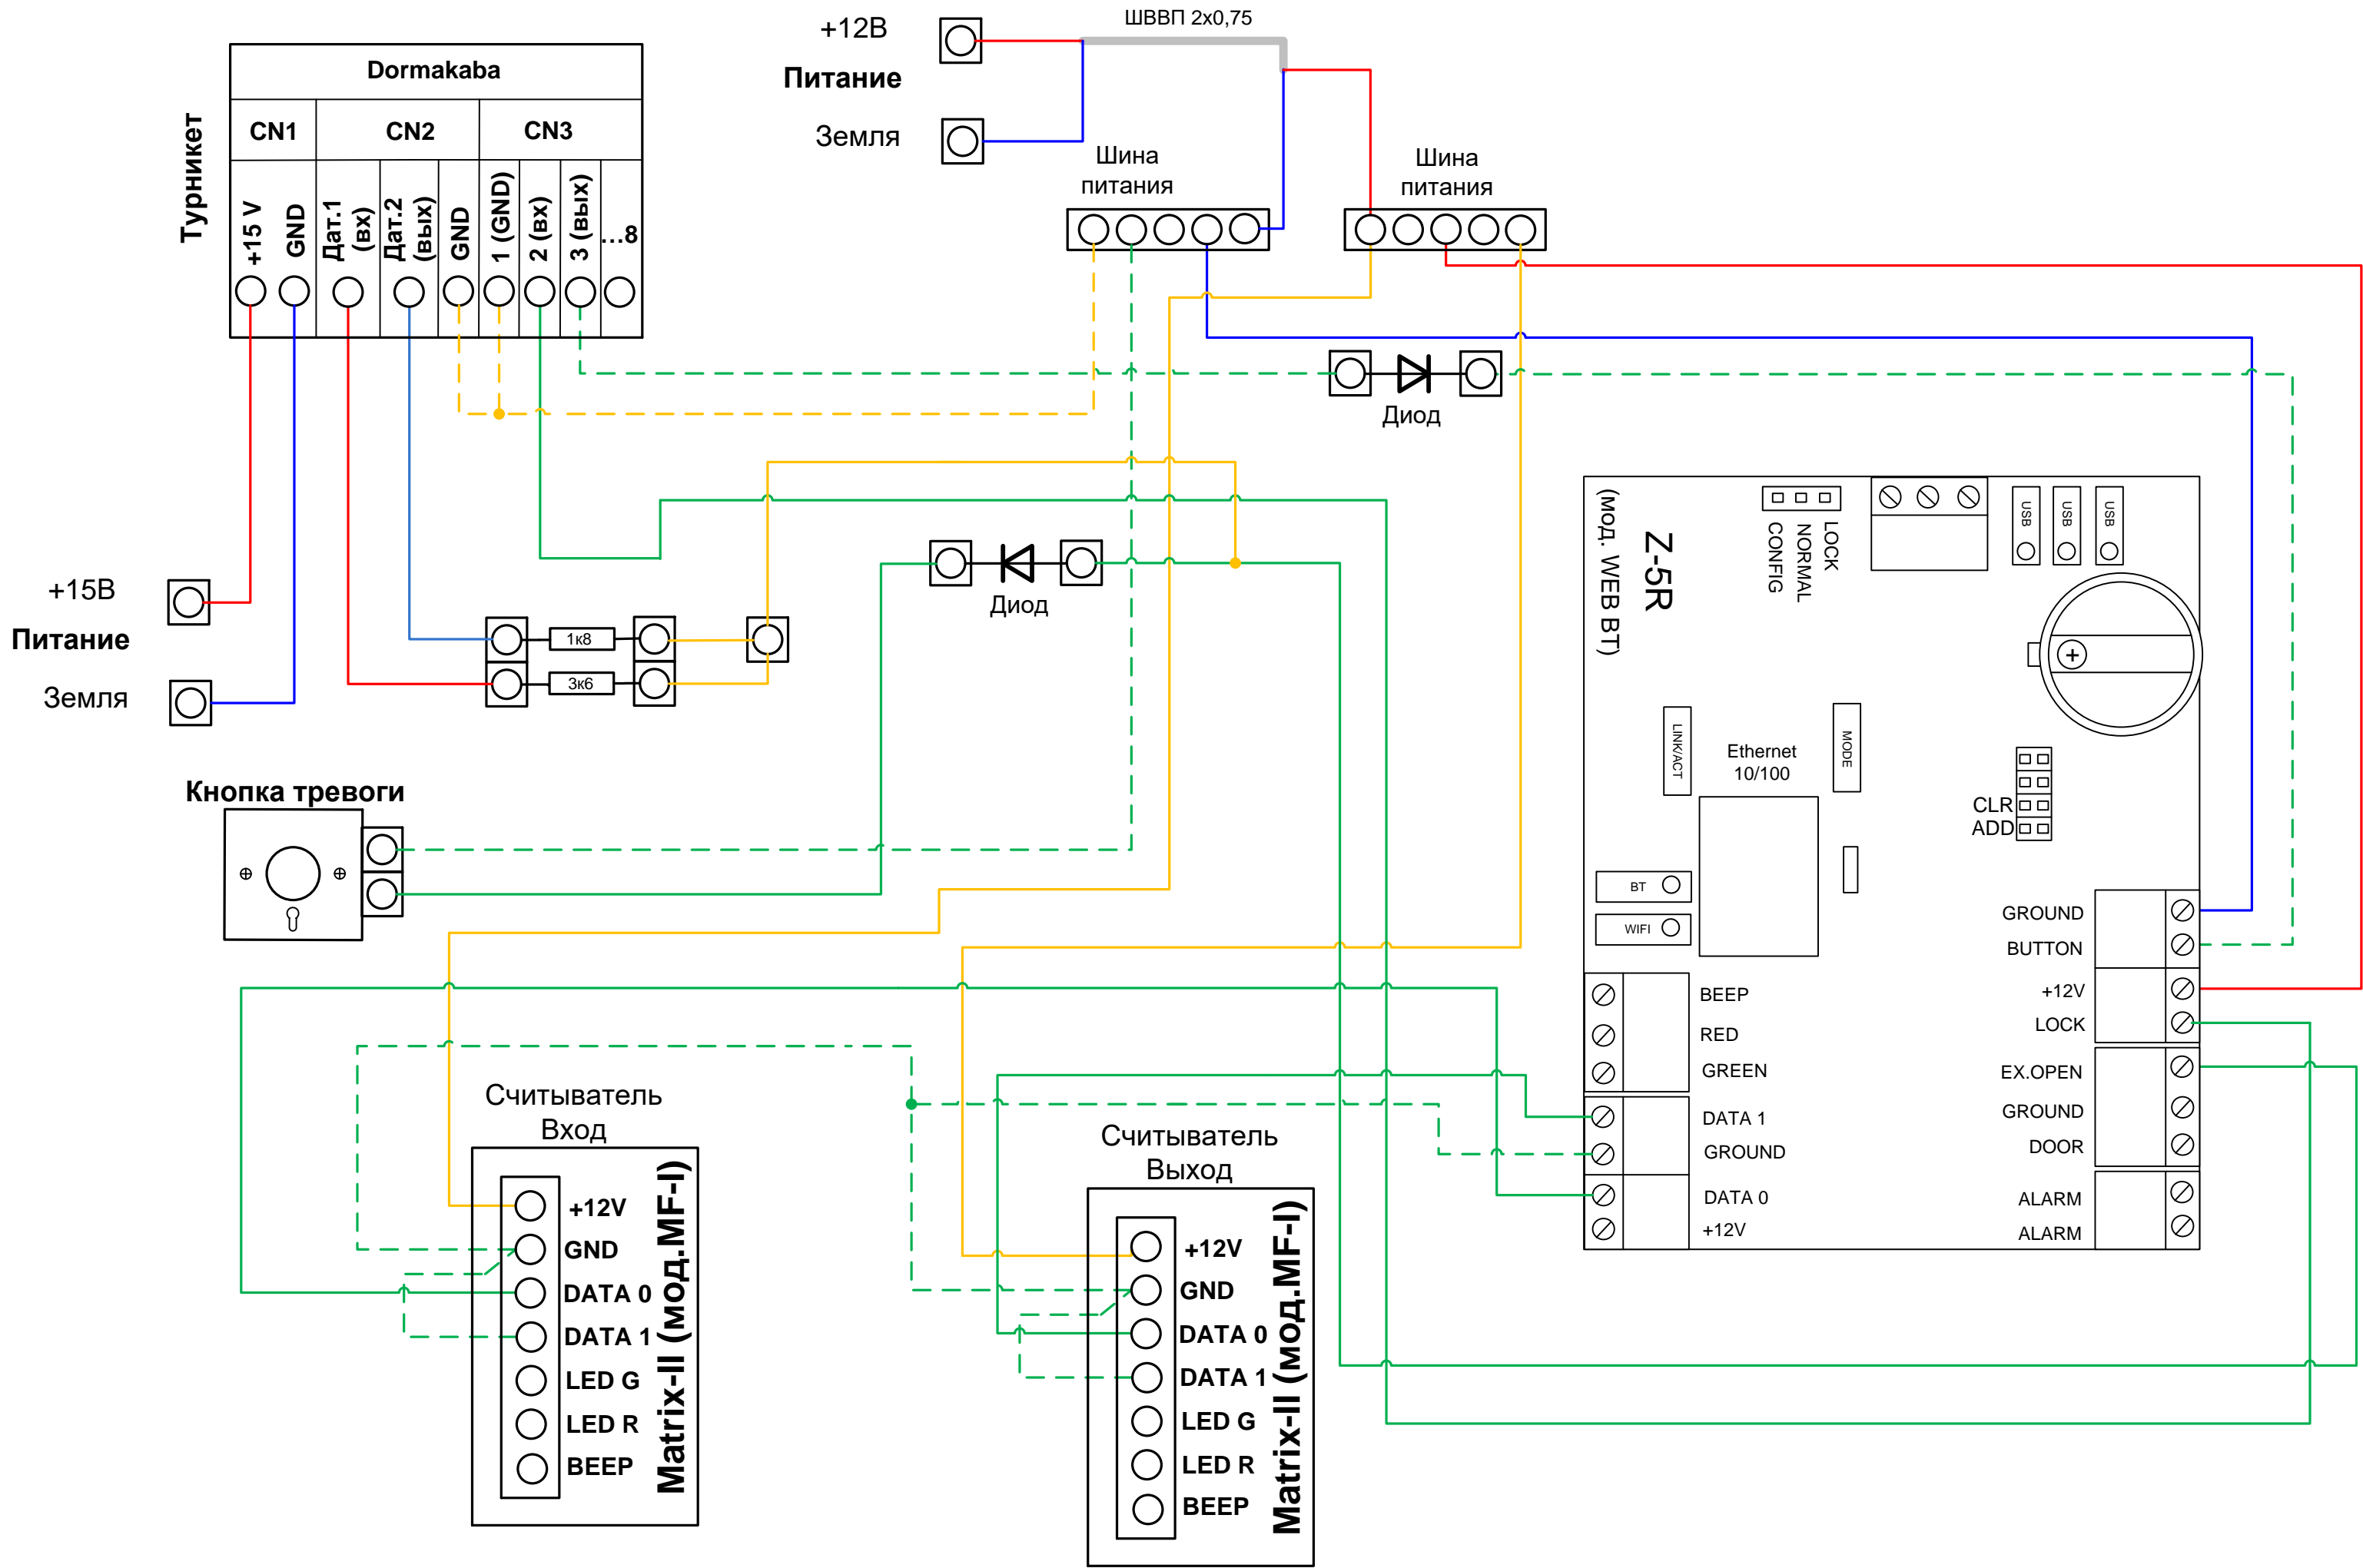 +12В
Питание
Земля
ШВВП 2х0,75
Шина
питания
Шина
питания
Турникет
Dormakaba
CN1
CN2
CN3
+15 V
GND
Дат.1
(вх)
Дат.2
(вых)
GND
1 (GND)
2 (вх)
3 (вых)
...8
Диод
+15В
Питание
Земля
1к8
3к6
Диод
Кнопка тревоги
Z-5R
(мод. WEB BT)
LOCK
NORMAL
CONFIG
USB
USB
USB
LINK/ACT
Ethernet
10/100
MODE
CLR
ADD
BT
WIFI
BEEP
RED
GREEN
DATA 1
GROUND
DATA 0
+12V
GROUND
BUTTON
+12V
LOCK
EX.OPEN
GROUND
DOOR
ALARM
ALARM
Считыватель
Вход
+12V
GND
DATA 0
DATA 1
LED G
LED R
BEEP
Matrix-II (мод.MF-I)
Считыватель
Выход
+12V
GND
DATA 0
DATA 1
LED G
LED R
BEEP
Matrix-II (мод.MF-I)